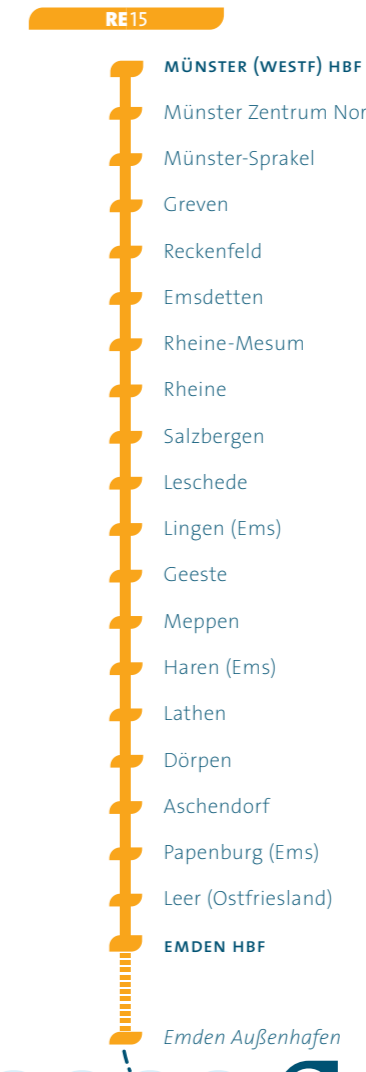 RE15
MÜNSTER (WESTF) HBF
Münster Zentrum Nor
Münster-Sprakel
Greven
Reckenfeld
Emsdetten
Rheine-Mesum
Rheine
Salzbergen
Leschede
Lingen (Ems)
Geeste
Meppen
Haren (Ems)
Lathen
Dörpen
Aschendorf
Papenburg (Ems)
Leer (Ostfriesland)
EMDEN HBF
Emden Außenhafen